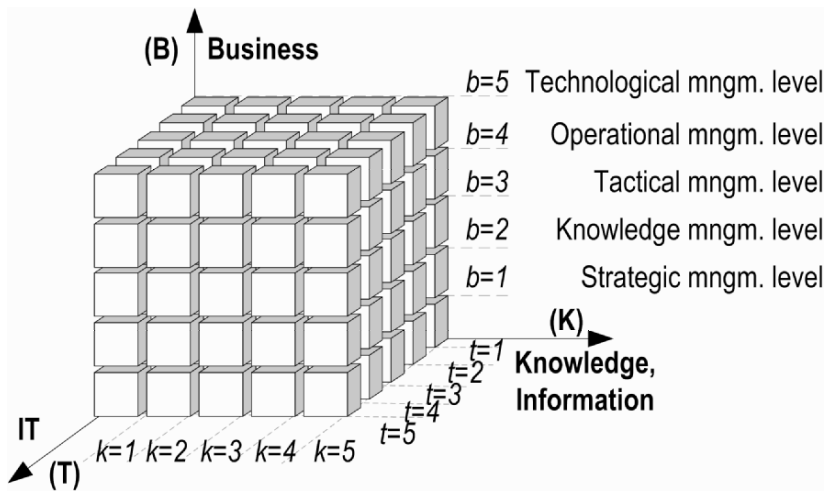 (B) Business
b=5 Technological mngm. level
b=4 Operational mngm. level
b=3 Tactical mngm. level
b=2 Knowledge mngm. level
b=1 Strategic mngm. level
(K)
Knowledge,
Information
t=1
t=2
t=3
t=4
t=5
IT
(T)
k=1 k=2 k=3 k=4 k=5